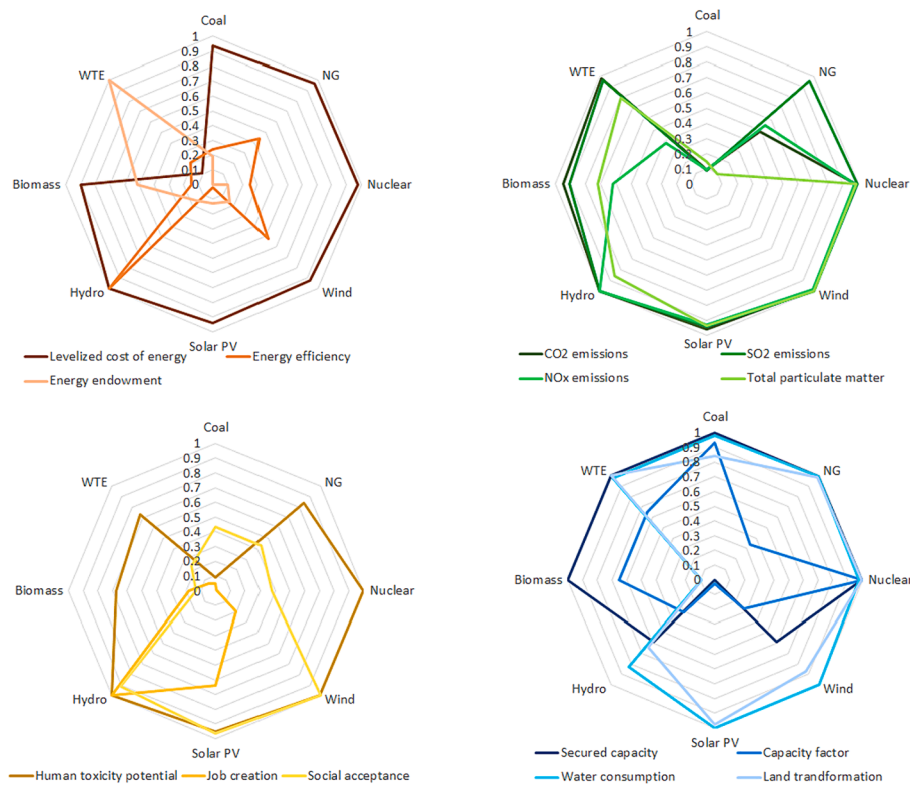 Coal
1
0.9
0.8
0.7
0.6
0.5
0.4
0.3
0.2
0.1
0
WTE
NG
Biomass
Nuclear
Hydro
Wind
Solar PV
Levelized cost of energy
Energy efficiency
Energy endowment
Coal
1
0.9
0.8
0.7
0.6
0.5
0.4
0.3
0.2
0.1
0
WTE
NG
Biomass
Nuclear
Hydro
Wind
Solar PV
CO2 emissions
SO2 emissions
NOx emissions
Total particulate matter
Coal
1
0.9
0.8
0.7
0.6
0.5
0.4
0.3
0.2
0.1
0
WTE
NG
Biomass
Nuclear
Hydro
Wind
Solar PV
Human toxicity potential
Job creation
Social acceptance
Coal
1
0.9
0.8
0.7
0.6
0.5
0.4
0.3
0.2
0.1
0
WTE
NG
Biomass
Nuclear
Hydro
Wind
Solar PV
Secured capacity
Capacity factor
Water consumption
Land trandformation